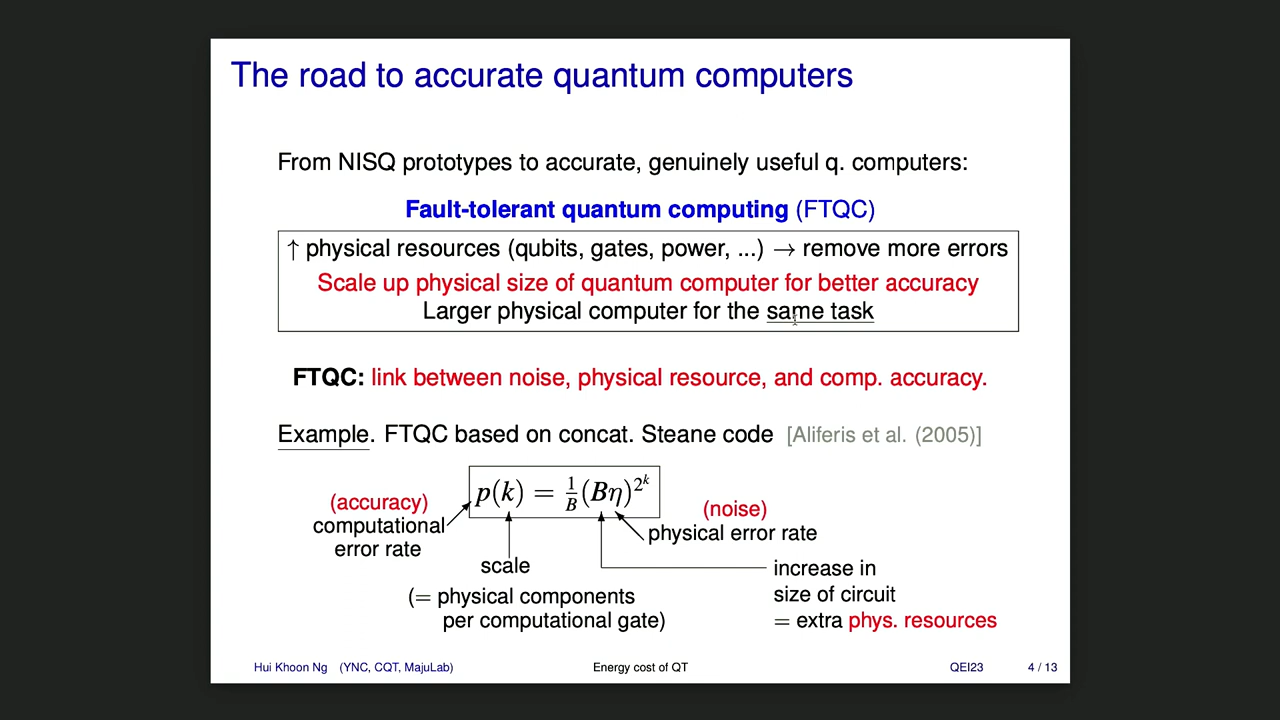 The road to accurate quantum computers
From NISQ prototypes to accurate, genuinely useful q. computers:
Fault-tolerant quantum computing (FTQC)
↑ physical resources (qubits, gates, power, ...) → remove more errors
Scale up physical size of quantum computer for better accuracy
Larger physical computer for the same task
FTQC: link between noise, physical resource, and comp. accuracy.
Example. FTQC based on concat. Steane code [Aliferis et al. (2005)]
p(k) = 1/B (Bη)^{2^k}
(accuracy)
computational
error rate
scale
(= physical components
per computational gate)
(noise)
physical error rate
increase in
size of circuit
= extra phys. resources
Hui Khoon Ng (YNC, CQT, MajuLab) Energy cost of QT QEI23 4 / 13